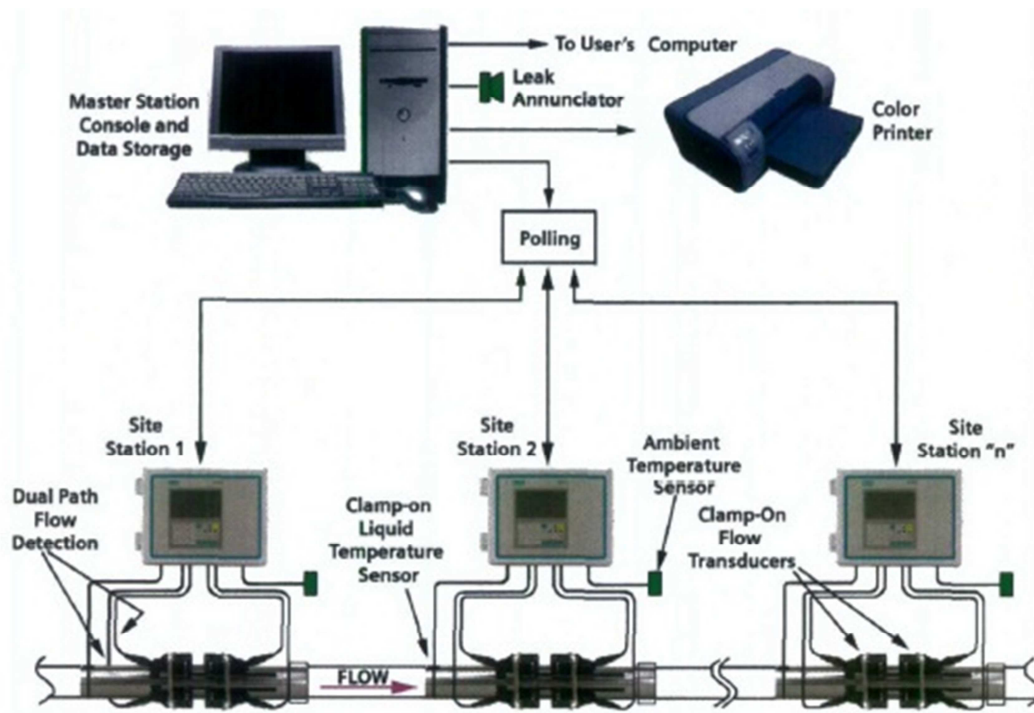 To User's Computer
Leak
Annunciator
Master Station
Console and
Data Storage
Color
Printer
Polling
Site
Station 1
Site
Station 2
Site
Station "n"
Ambient
Temperature
Sensor
Dual Path
Flow
Detection
Clamp-on
Liquid
Temperature
Sensor
Clamp-On
Flow
Transducers
FLOW